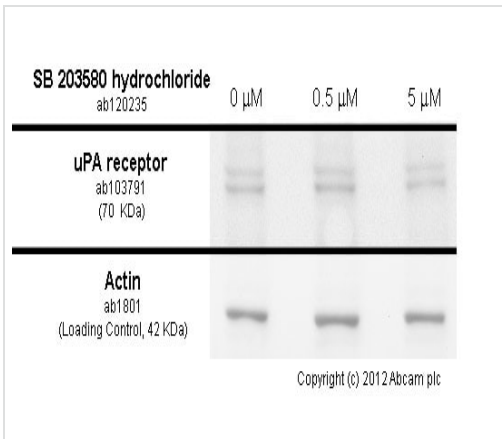 SB 203580 hydrochloride
ab120235
0 µM 0.5 µM 5 µM
uPA receptor
ab103791
(70 KDa)
Actin
ab1801
(Loading Control, 42 KDa)
Copyright (c) 2012 Abcam plc